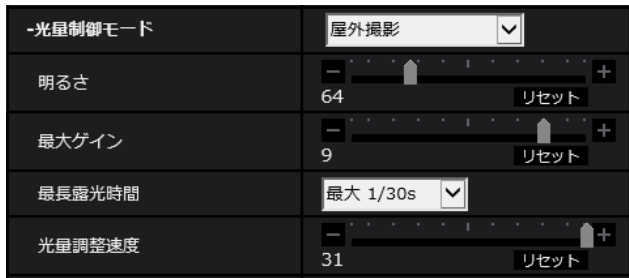 -光量制御モード
屋外撮影
明るさ
64
リセット
最大ゲイン
9
リセット
最長露光時間
最大 1/30s
光量調整速度
31
リセット